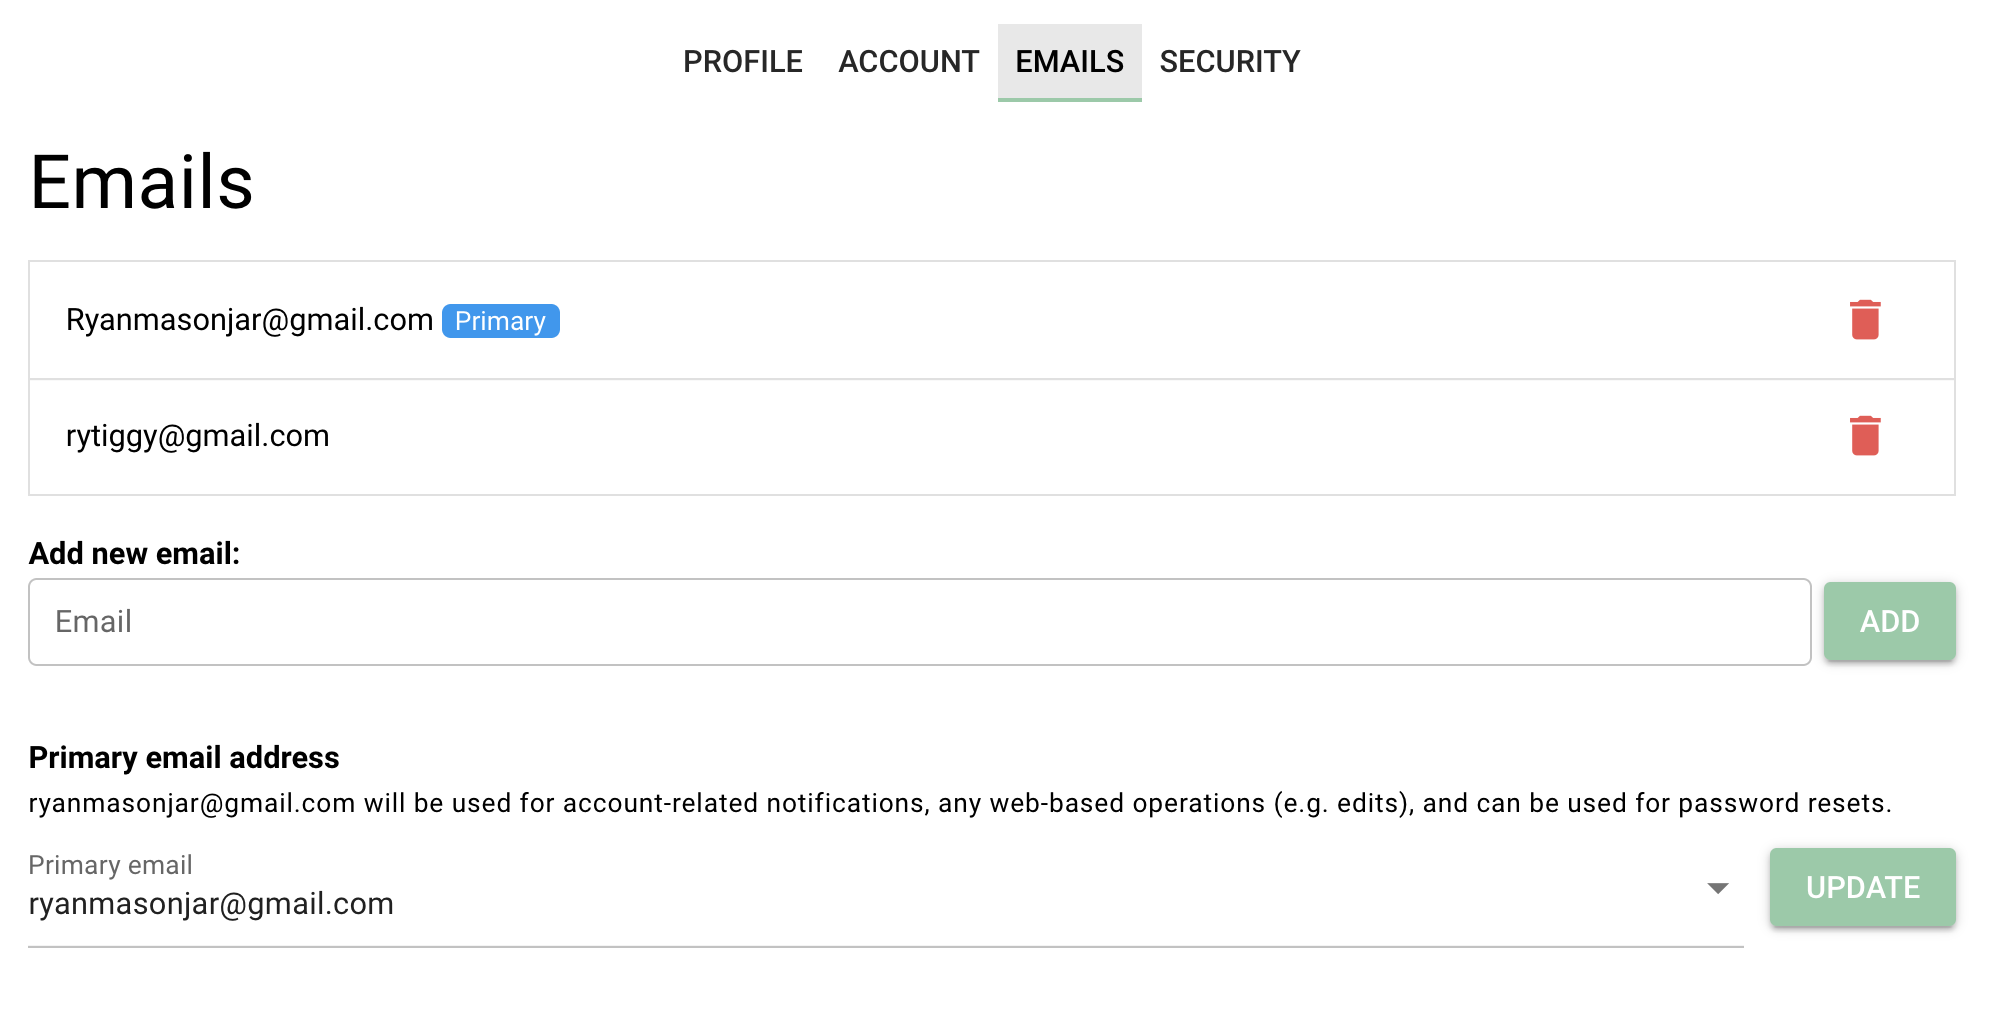 PROFILE ACCOUNT EMAILS SECURITY
Emails
Ryanmasonjar@gmail.com Primary
rytiggy@gmail.com
Add new email:
Email ADD
Primary email address
ryanmasonjar@gmail.com will be used for account-related notifications, any web-based operations (e.g. edits), and can be used for password resets.
Primary email
ryanmasonjar@gmail.com UPDATE